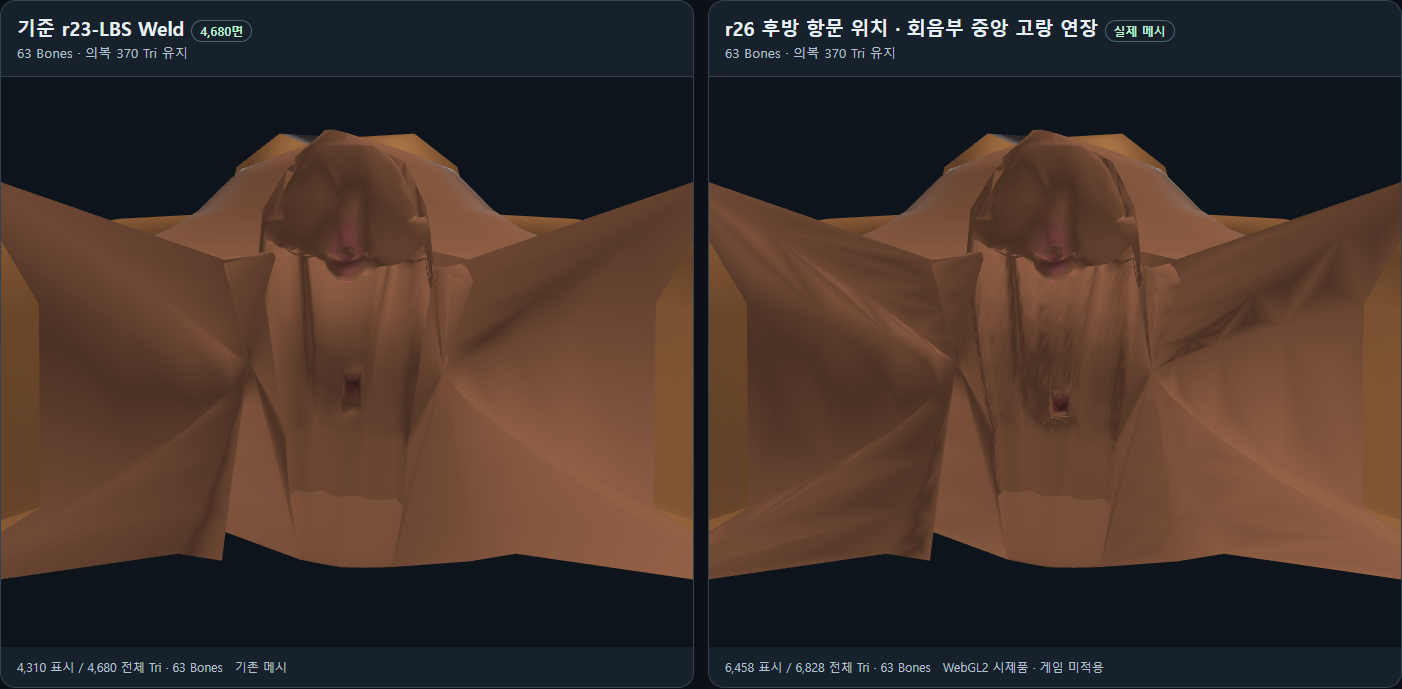 기준 r23-LBS Weld 4,680면
63 Bones · 의복 370 Tri 유지
4,310 표시 / 4,680 전체 Tri · 63 Bones 기존 메시
r26 후방 항문 위치 · 회음부 중앙 고랑 연장 실제 메시
63 Bones · 의복 370 Tri 유지
6,458 표시 / 6,828 전체 Tri · 63 Bones WebGL2 시제품 · 게임 미적용